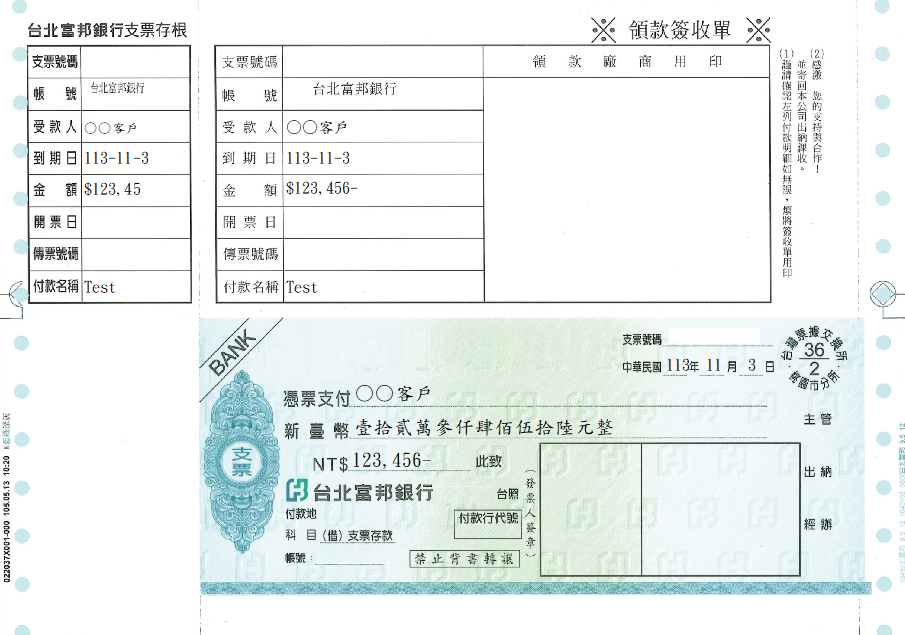 台北富邦銀行支票存根
支票號碼
帳 號 台北富邦銀行
受款人 ○○客戶
到期日 113-11-3
金 額 $123,45
開票日
傳票號碼
付款名稱 Test
※ 領款簽收單 ※
支票號碼
領 款 廠 商 用 印
帳 號 台北富邦銀行
受款人 ○○客戶
到期日 113-11-3
金 額 $123,456-
開票日
傳票號碼
付款名稱 Test
(1) 謹請確認左列付款明細如無誤，煩將簽收單用印
並寄回本公司出納課收。
(2) 感激 您的支持與合作！
BANK
支票
支票號碼
中華民國 113年 11 月 3 日
台灣票據交換所
36
2
桃園市分所
憑票支付 ○○客戶
新臺幣 壹拾貳萬參仟肆佰伍拾陸元整
NT$ 123,456- 此致
台北富邦銀行 台照
付款地
付款行代號
科 目 (借) 支票存款
帳號：
禁止背書轉讓
(發票人簽章)
主管
出納
經辦
022037X001-000 105.05.13 10:20